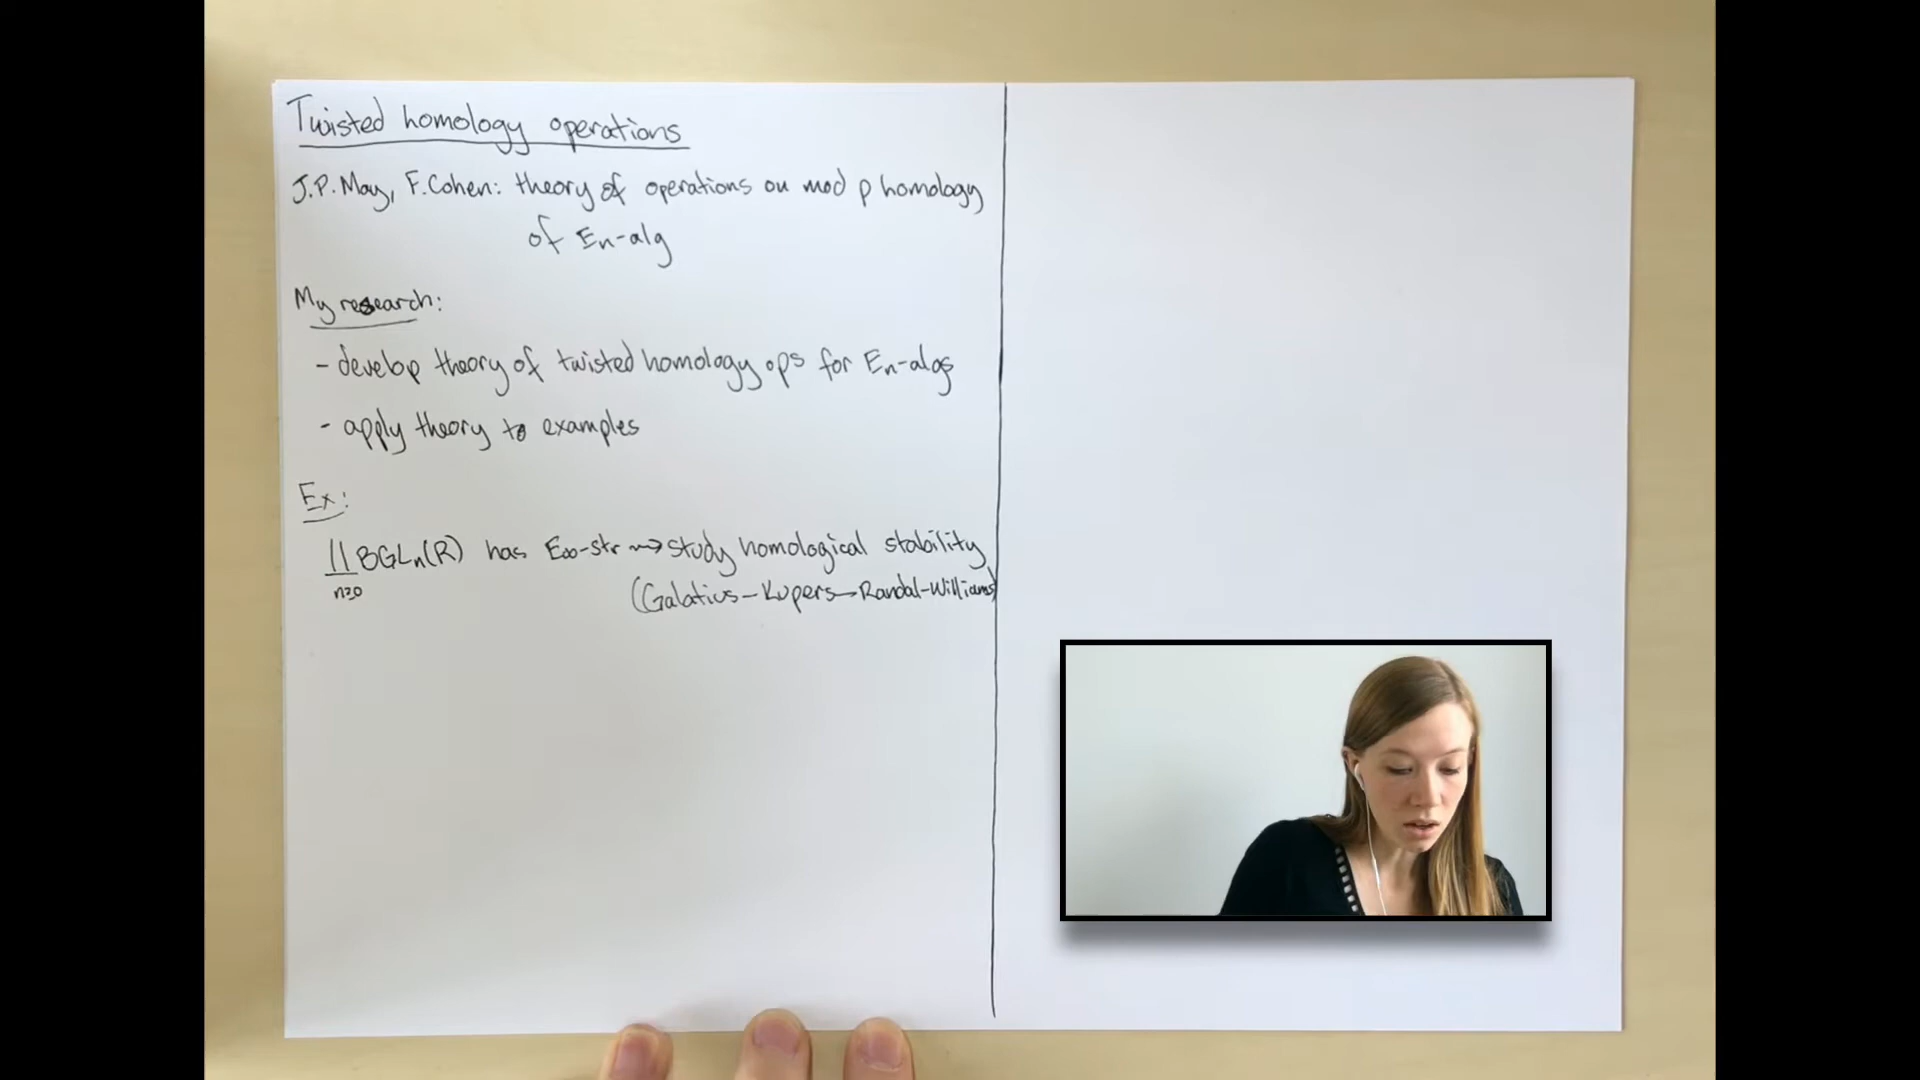 Twisted homology operations
J.P. May, F. Cohen: theory of operations on mod p homology
of En-alg
My research:
- develop theory of twisted homology ops for En-algs
- apply theory to examples
Ex:
∐ BGLn(R) has E∞-str ⇝ study homological stability
n≥0
(Galatius-Kupers-Randal-Williams)